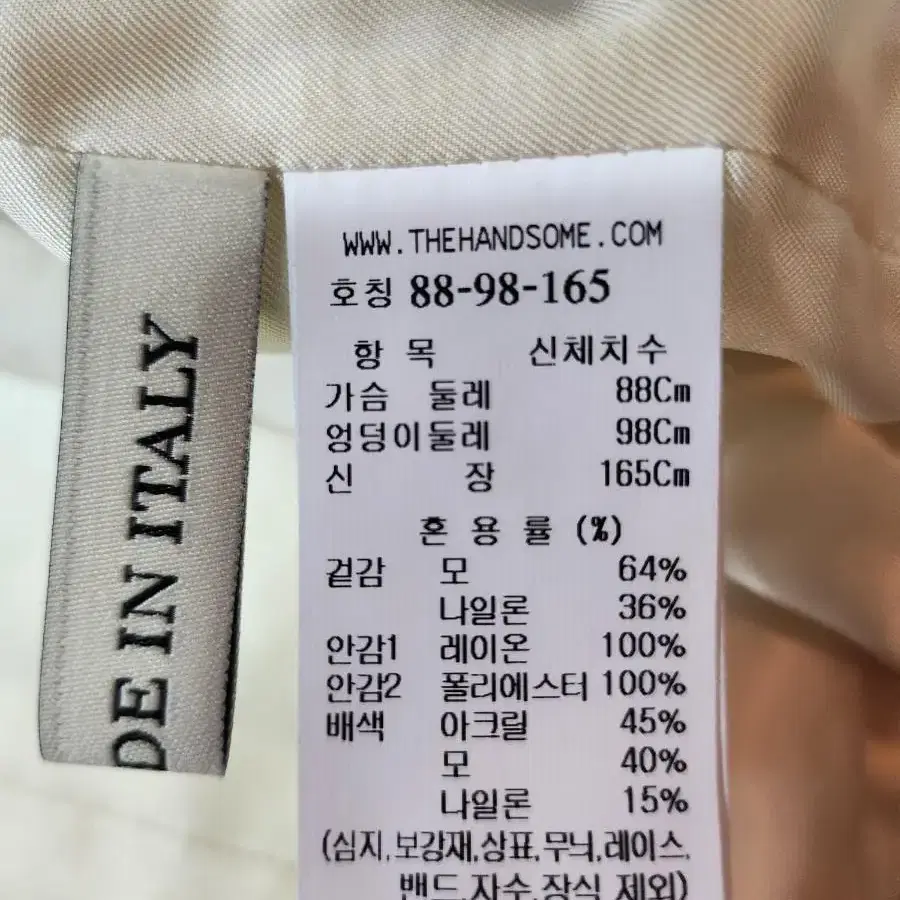 DE IN ITALY
WWW.THEHANDSOME.COM
호칭 88-98-165
항 목 신체치수
가슴 둘레 88Cm
엉덩이둘레 98Cm
신 장 165Cm
혼 용 률 (%)
겉감 모 64%
나일론 36%
안감1 레이온 100%
안감2 폴리에스터 100%
배색 아크릴 45%
모 40%
나일론 15%
(심지,보강재,상표,무늬,레이스,
밴드,자수,장식 제외)